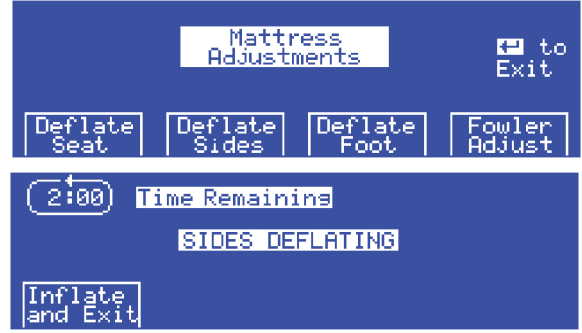 Mattress
Adjustments
↵ to
Exit
Deflate
Seat
Deflate
Sides
Deflate
Foot
Fowler
Adjust
2:00 Time Remaining
SIDES DEFLATING
Inflate
and Exit